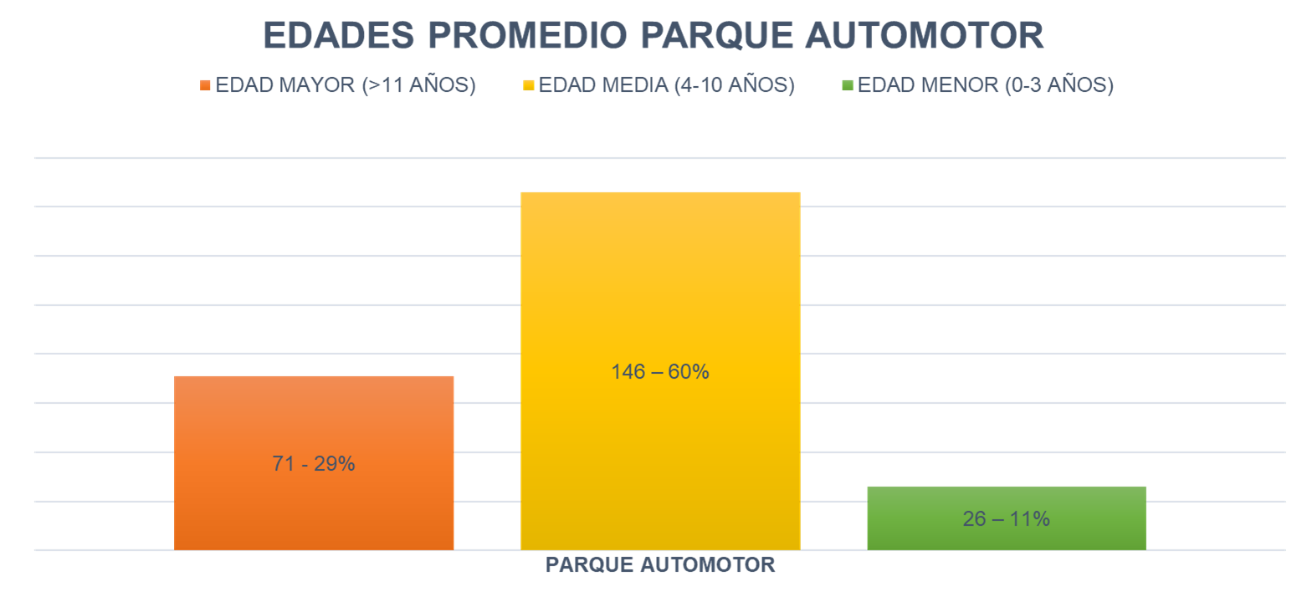 EDADES PROMEDIO PARQUE AUTOMOTOR
EDAD MAYOR (>11 AÑOS) EDAD MEDIA (4-10 AÑOS) EDAD MENOR (0-3 AÑOS)
146 – 60%
71 - 29%
26 – 11%
PARQUE AUTOMOTOR